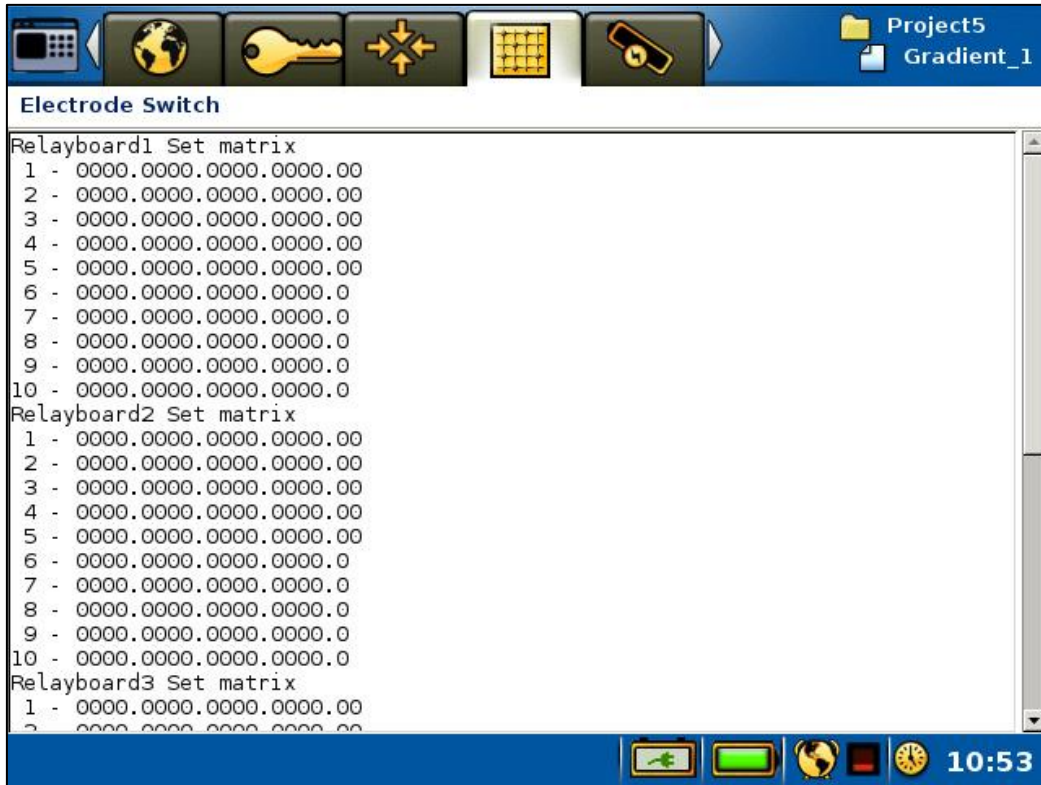 Project5
Gradient_1
Electrode Switch
Relayboard1 Set matrix
1 - 0000.0000.0000.0000.00
2 - 0000.0000.0000.0000.00
3 - 0000.0000.0000.0000.00
4 - 0000.0000.0000.0000.00
5 - 0000.0000.0000.0000.00
6 - 0000.0000.0000.0000.0
7 - 0000.0000.0000.0000.0
8 - 0000.0000.0000.0000.0
9 - 0000.0000.0000.0000.0
10 - 0000.0000.0000.0000.0
Relayboard2 Set matrix
1 - 0000.0000.0000.0000.00
2 - 0000.0000.0000.0000.00
3 - 0000.0000.0000.0000.00
4 - 0000.0000.0000.0000.00
5 - 0000.0000.0000.0000.00
6 - 0000.0000.0000.0000.0
7 - 0000.0000.0000.0000.0
8 - 0000.0000.0000.0000.0
9 - 0000.0000.0000.0000.0
10 - 0000.0000.0000.0000.0
Relayboard3 Set matrix
1 - 0000.0000.0000.0000.00
10:53